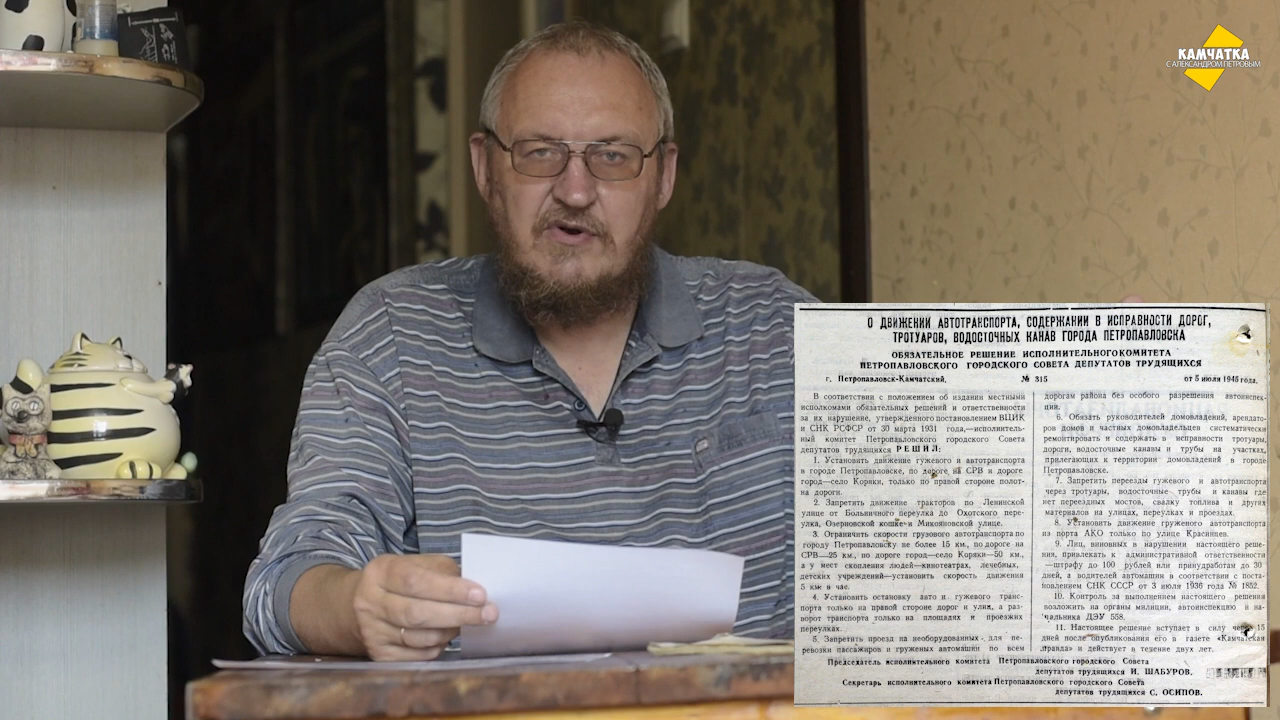 КАМЧАТКА
С АЛЕКСАНДРОМ ПЕТРОВЫМ
О ДВИЖЕНИИ АВТОТРАНСПОРТА, СОДЕРЖАНИИ В ИСПРАВНОСТИ ДОРОГ,
ТРОТУАРОВ, ВОДОСТОЧНЫХ КАНАВ ГОРОДА ПЕТРОПАВЛОВСКА
ОБЯЗАТЕЛЬНОЕ РЕШЕНИЕ ИСПОЛНИТЕЛЬНОГО КОМИТЕТА
ПЕТРОПАВЛОВСКОГО ГОРОДСКОГО СОВЕТА ДЕПУТАТОВ ТРУДЯЩИХСЯ
г. Петропавловск-Камчатский, № 315 от 5 июля 1945 года.
В соответствии с положением об издании местными
исполкомами обязательных решений и ответственности
за их нарушение, утвержденного постановлением ВЦИК
и СНК РСФСР от 30 марта 1931 года,—исполнитель-
ный комитет Петропавловского городского Совета
депутатов трудящихся РЕШИЛ:
1. Установить движение гужевого и автотранспорта
в городе Петропавловске, по дороге на СРВ и дороге
город—село Коряки, только по правой стороне полот-
на дороги.
2. Запретить движение тракторов по Ленинской
улице от Больничного переулка до Охотского пере-
улка, Озерновской кошке и Микояновской улице.
3. Ограничить скорости грузового автотранспорта по
городу Петропавловску не более 15 км., по дороге на
СРВ—25 км., по дороге город—село Коряки—50 км.,
а у мест скопления людей—кинотеатрах, лечебных,
детских учреждений—установить скорость движения
5 км в час.
4. Установить остановку авто и гужевого транс-
порта только на правой стороне дорог и улиц, а раз-
ворот транспорта только на площадях и проезжих
переулках.
5. Запретить проезд на необорудованных для пе-
ревозки пассажиров и груженых автомашин по всем
дорогам района без особого разрешения автоинспек-
ции.
6. Обязать руководителей домовладений, арендато-
ров домов и частных домовладельцев систематически
ремонтировать и содержать в исправности тротуары,
дороги, водосточные канавы и трубы на участках,
прилегающих к территории домовладений в городе
Петропавловске.
7. Запретить переезды гужевого и автотранспорта
через тротуары, водосточные трубы и канавы где
нет переездных мостов, свалку топлива и других
материалов на улицах, переулках и проездах.
8. Установить движение груженого автотранспорта
из порта АКО только по улице Красинцев.
9. Лиц, виновных в нарушении настоящего реше-
ния, привлекать к административной ответственности
—штрафу до 100 рублей или принудработам до 30
дней, а водителей автомашин в соответствии с поста-
новлением СНК СССР от 3 июля 1936 года № 1852.
10. Контроль за выполнением настоящего решения
возложить на органы милиции, автоинспекцию и на-
чальника ДЭУ 558.
11. Настоящее решение вступает в силу через 15
дней после опубликования его в газете «Камчатская
правда» и действует в течение двух лет.
Председатель исполнительного комитета Петропавловского городского Совета
депутатов трудящихся И. ШАБУРОВ.
Секретарь исполнительного комитета Петропавловского городского Совета
депутатов трудящихся С. ОСИПОВ.